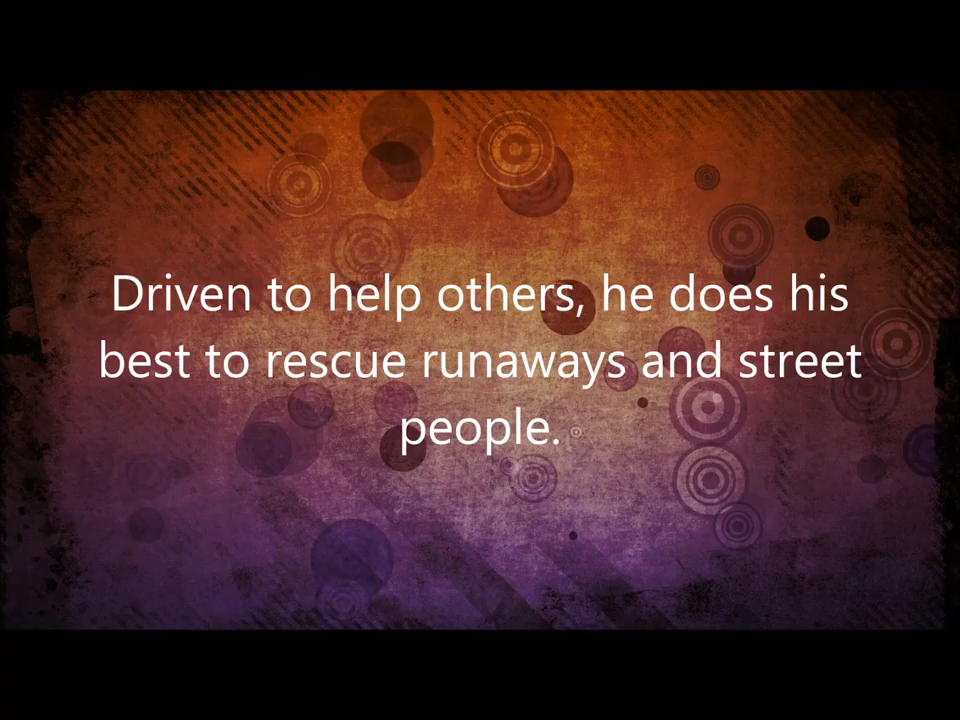 Driven to help others, he does his
best to rescue runaways and street
people.